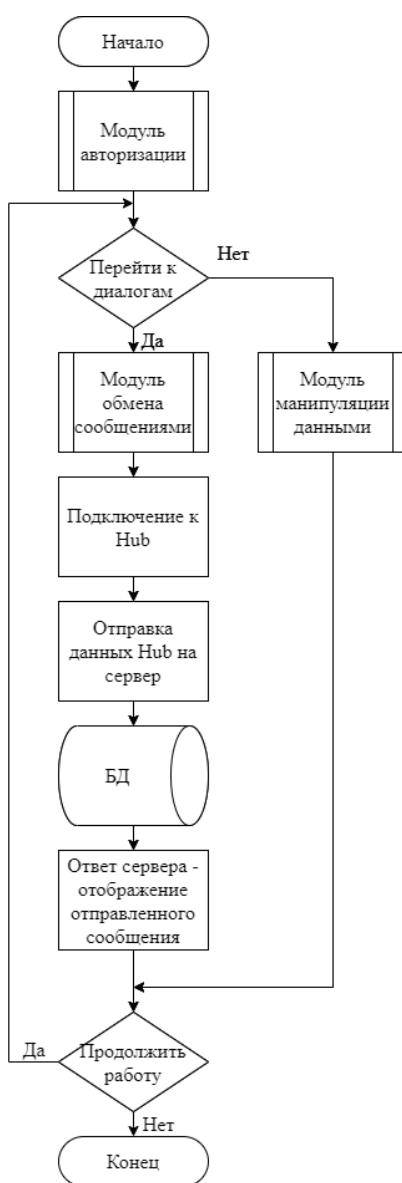 Начало
Модуль
авторизации
Перейти к
диалогам
Нет
Да
Модуль
обмена
сообщениями
Модуль
манипуляции
данными
Подключение к
Hub
Отправка
данных Hub на
сервер
БД
Ответ сервера -
отображение
отправленного
сообщения
Продолжить
работу
Да
Нет
Конец